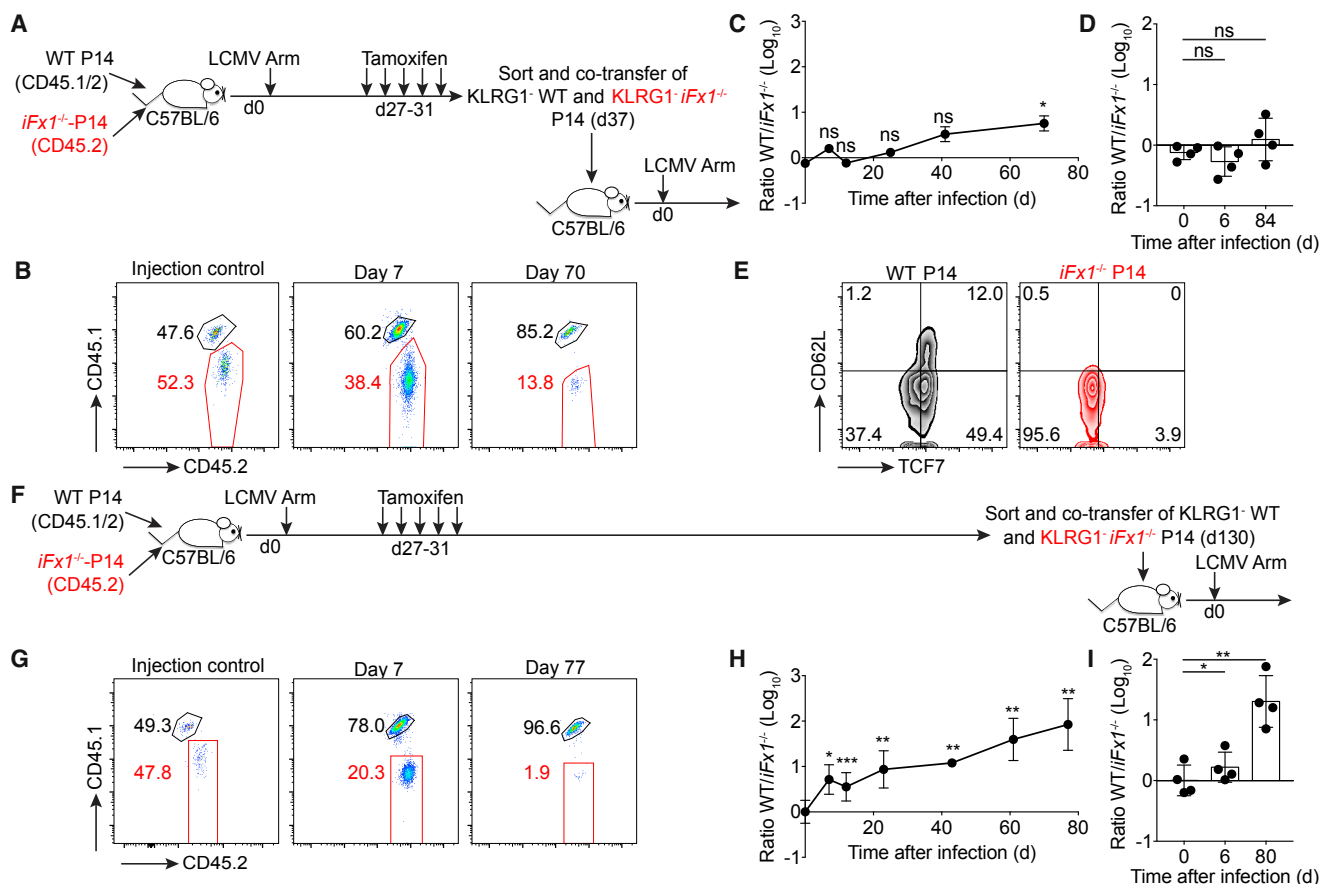 A
WT P14
(CD45.1/2)
iFx1-/--P14
(CD45.2)
C57BL/6
LCMV Arm
d0
Tamoxifen
d27-31
Sort and co-transfer of
KLRG1- WT and KLRG1- iFx1-/-
P14 (d37)
LCMV Arm
d0
C57BL/6
C
Ratio WT/iFx1-/- (Log10)
3
2
1
0
-1
ns
ns
ns
ns
*
20
40
60
80
Time after infection (d)
D
Ratio WT/iFx1-/- (Log10)
2
1
0
-1
ns
ns
0
6
84
Time after infection (d)
B
Injection control
Day 7
Day 70
CD45.1
47.6
52.3
60.2
38.4
85.2
13.8
CD45.2
E
WT P14
iFx1-/- P14
CD62L
1.2
12.0
37.4
49.4
0.5
0
95.6
3.9
TCF7
F
WT P14
(CD45.1/2)
iFx1-/--P14
(CD45.2)
C57BL/6
LCMV Arm
d0
Tamoxifen
d27-31
Sort and co-transfer of KLRG1- WT
and KLRG1- iFx1-/- P14 (d130)
LCMV Arm
d0
C57BL/6
G
Injection control
Day 7
Day 77
CD45.1
49.3
47.8
78.0
20.3
96.6
1.9
CD45.2
H
Ratio WT/iFx1-/- (Log10)
3
2
1
0
-1
*
***
**
**
**
**
20
40
60
80
Time after infection (d)
I
Ratio WT/iFx1-/- (Log10)
2
1
0
-1
**
*
0
6
80
Time after infection (d)